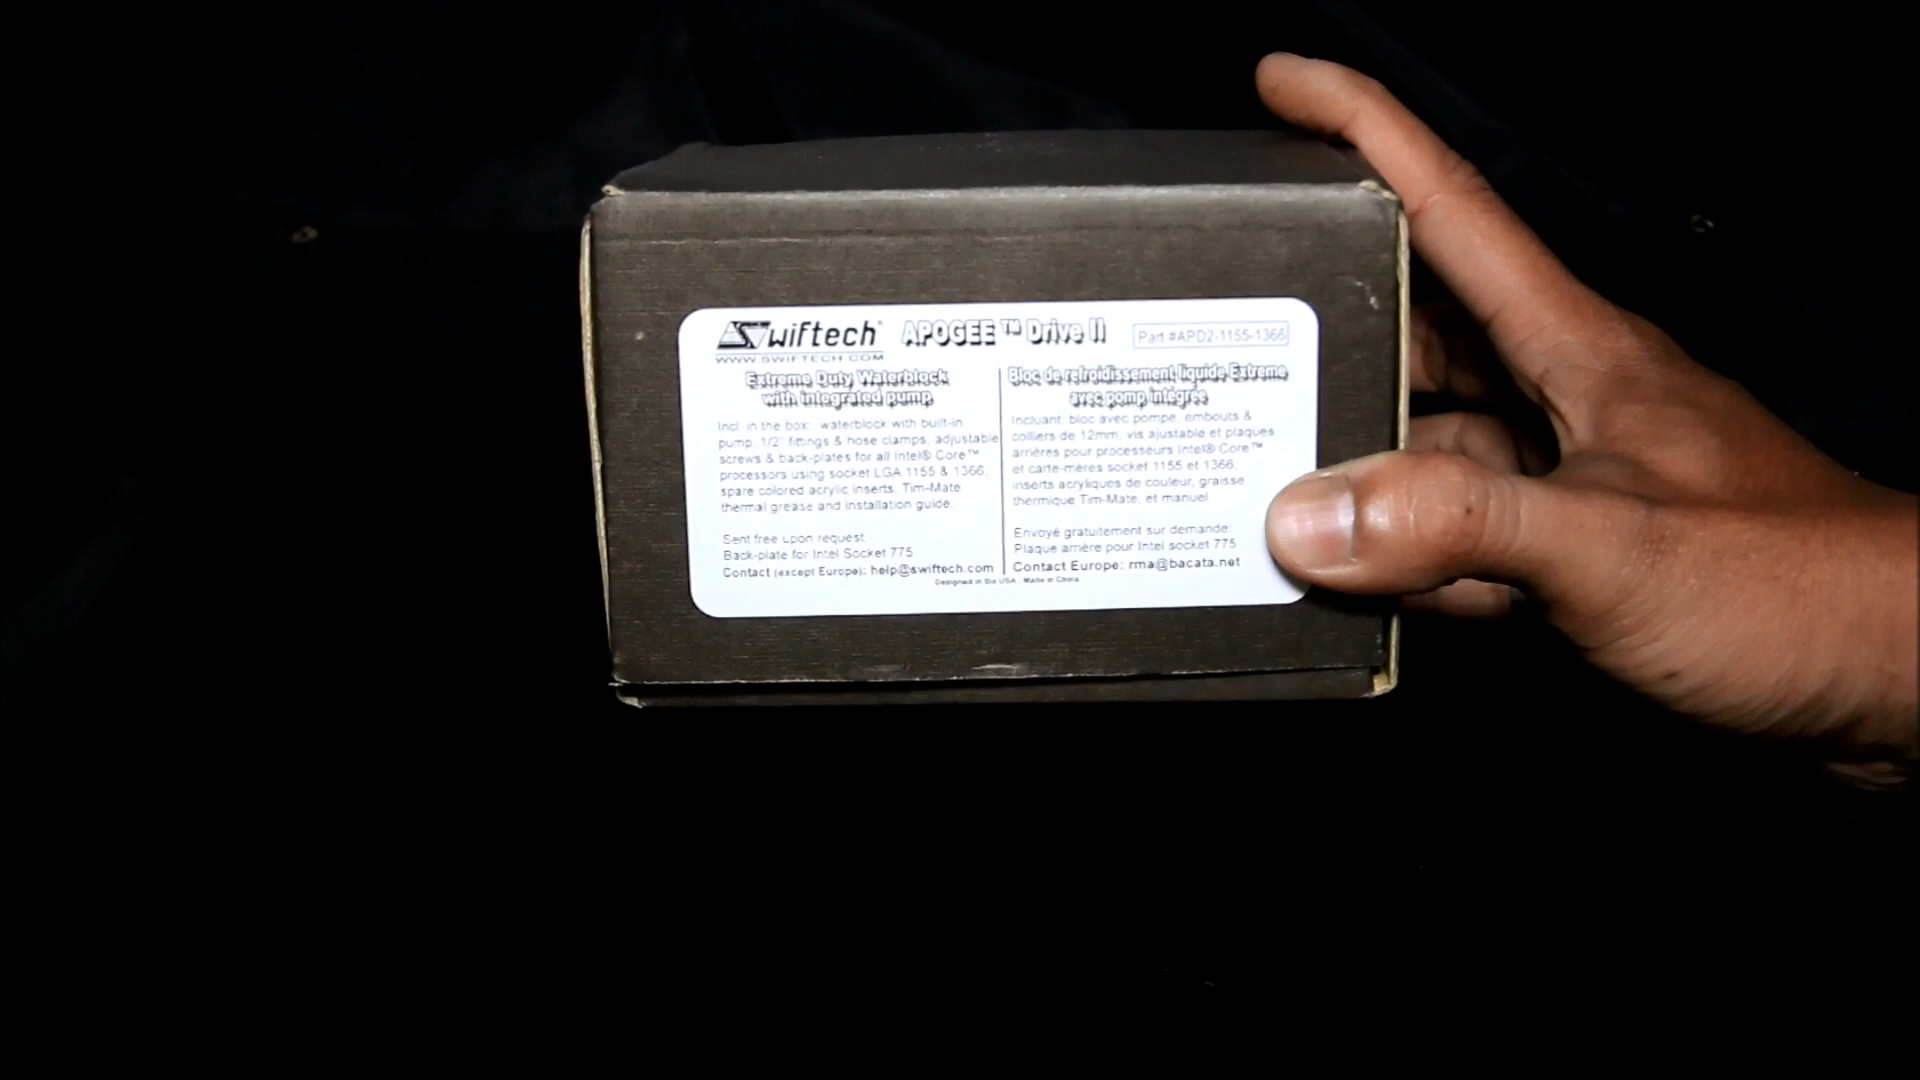 Swiftech® APOGEE™ Drive II Part #APD2-1155-1366
WWW.SWIFTECH.COM
Extreme Duty Waterblock
with integrated pump
Incl. in the box: waterblock with built-in
pump, 1/2" fittings & hose clamps, adjustable
screws & back-plates for all Intel® Core™
processors using socket LGA 1155 & 1366,
spare colored acrylic inserts, Tim-Mate
thermal grease and installation guide.
Sent free upon request:
Back-plate for Intel Socket 775
Contact (except Europe): help@swiftech.com
Bloc de refroidissement liquide Extreme
avec pomp intégrée
Incluant: bloc avec pompe, embouts &
colliers de 12mm, vis ajustable et plaques
arrières pour processeurs Intel® Core™
et carte-mères socket 1155 et 1366,
inserts acryliques de couleur, graisse
thermique Tim-Mate, et manuel.
Envoyé gratuitement sur demande:
Plaque arrière pour Intel socket 775
Contact Europe: rma@bacata.net
Designed in the USA - Made in China